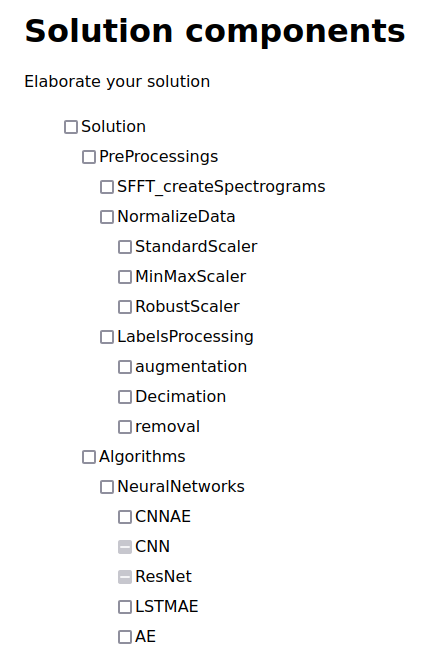 Solution components
Elaborate your solution
Solution
PreProcessings
SFFT_createSpectrograms
NormalizeData
StandardScaler
MinMaxScaler
RobustScaler
LabelsProcessing
augmentation
Decimation
removal
Algorithms
NeuralNetworks
CNNAE
CNN
ResNet
LSTMAE
AE